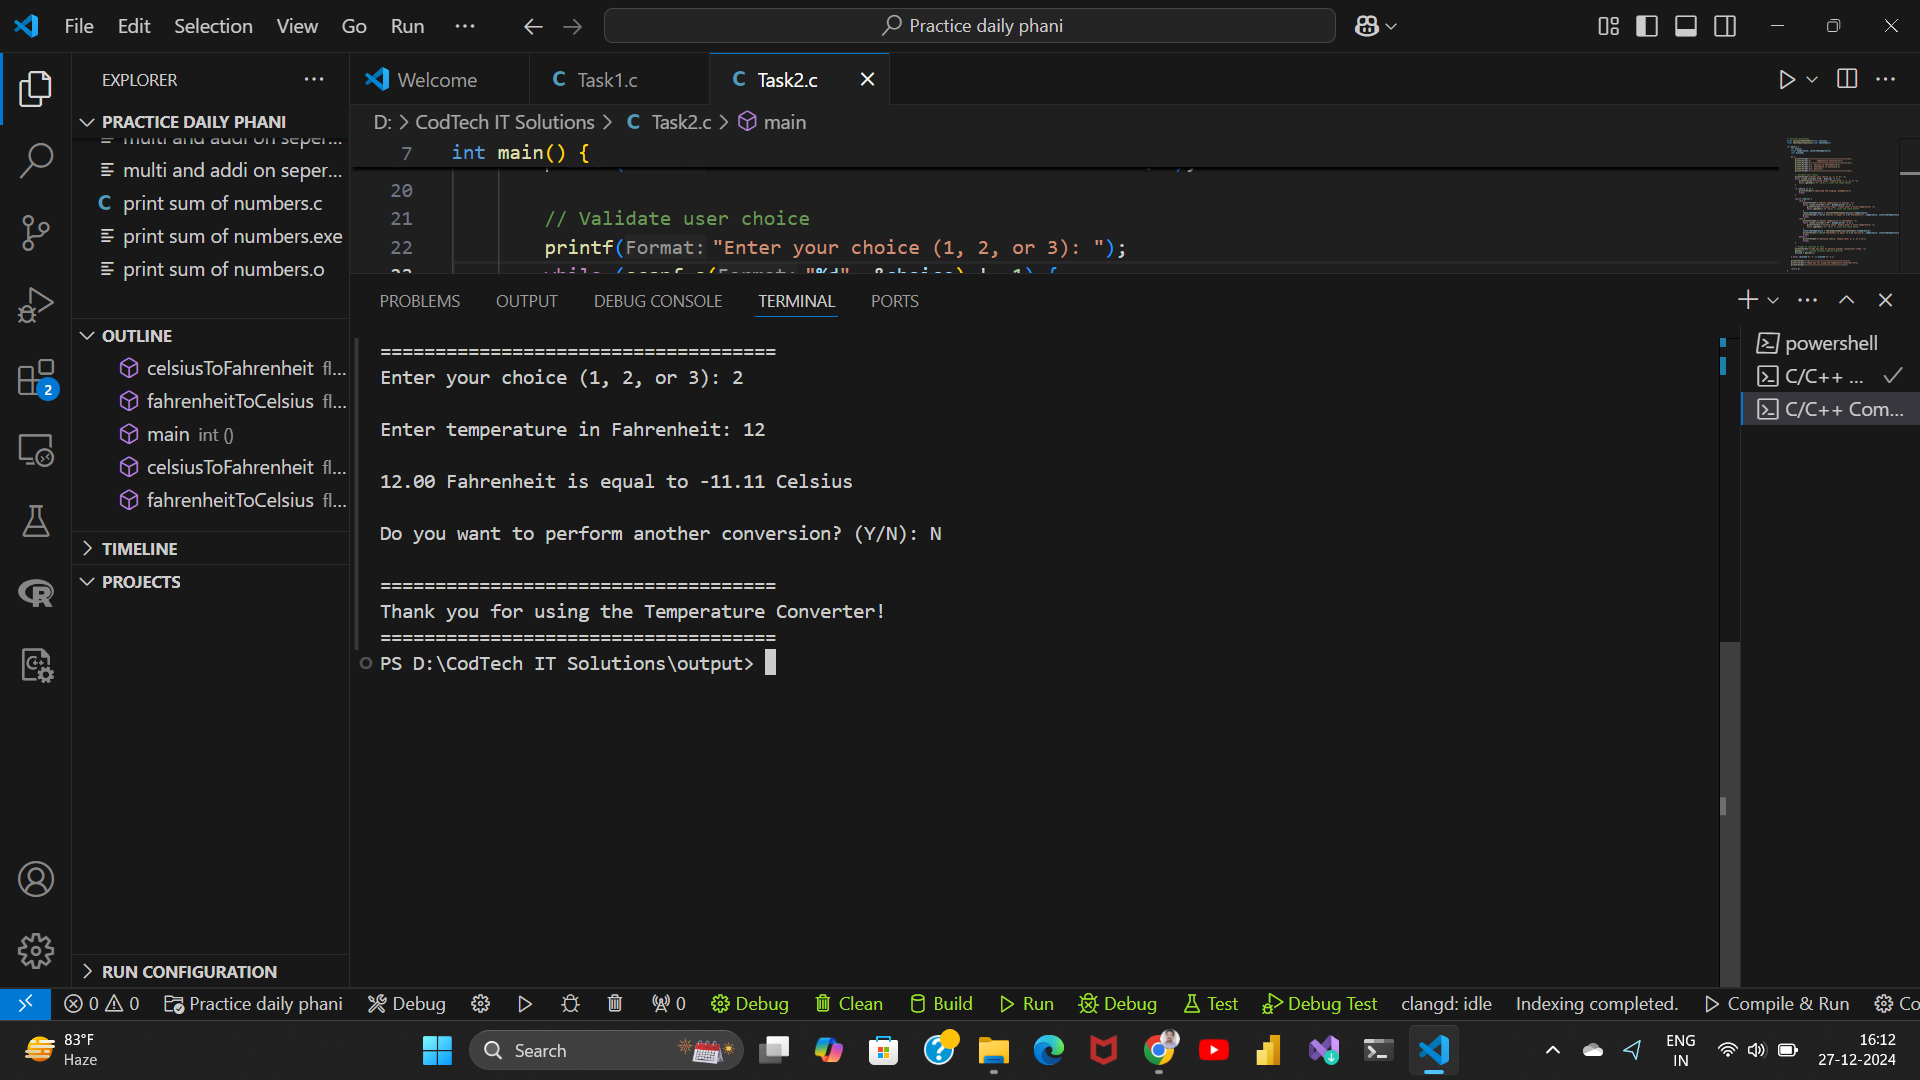 File Edit Selection View Go Run ...
Practice daily phani
EXPLORER ...
Welcome
C Task1.c
C Task2.c
PRACTICE DAILY PHANI
D: > CodTech IT Solutions > C Task2.c > main
multi and addi on seper...
multi and addi on seper...
C print sum of numbers.c
print sum of numbers.exe
print sum of numbers.o
7 int main() {
20
21 // Validate user choice
22 printf(Format: "Enter your choice (1, 2, or 3): ");
OUTLINE
celsiusToFahrenheit fl...
fahrenheitToCelsius fl...
main int ()
celsiusToFahrenheit fl...
fahrenheitToCelsius fl...
TIMELINE
PROJECTS
RUN CONFIGURATION
2
PROBLEMS OUTPUT DEBUG CONSOLE TERMINAL PORTS
===================================
Enter your choice (1, 2, or 3): 2
Enter temperature in Fahrenheit: 12
12.00 Fahrenheit is equal to -11.11 Celsius
Do you want to perform another conversion? (Y/N): N
====================================
Thank you for using the Temperature Converter!
====================================
PS D:\CodTech IT Solutions\output>
powershell
C/C++ ...
C/C++ Com...
0 0 Practice daily phani Debug 0 Debug Clean Build Run Debug Test Debug Test clangd: idle Indexing completed. Compile & Run Co
83°F
Haze
Search
ENG
IN
16:12
27-12-2024